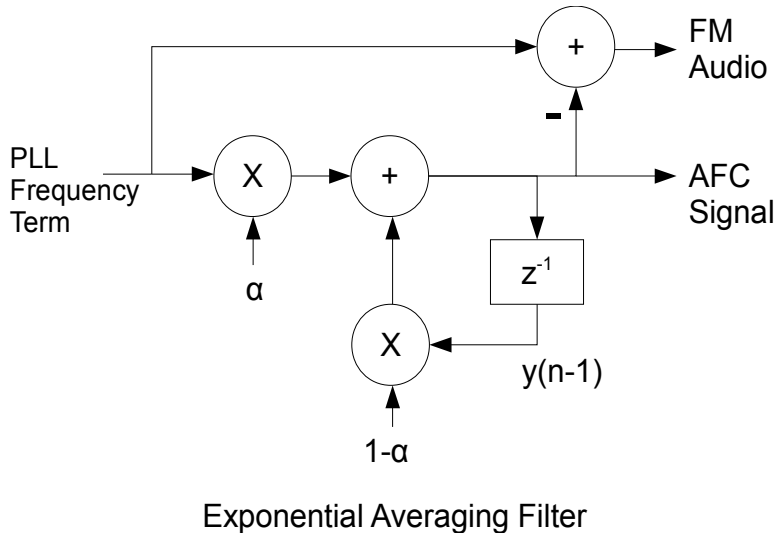 FM
Audio
+
-
PLL
Frequency
Term
X
+
AFC
Signal
α
z⁻¹
X
y(n-1)
1-α
Exponential Averaging Filter